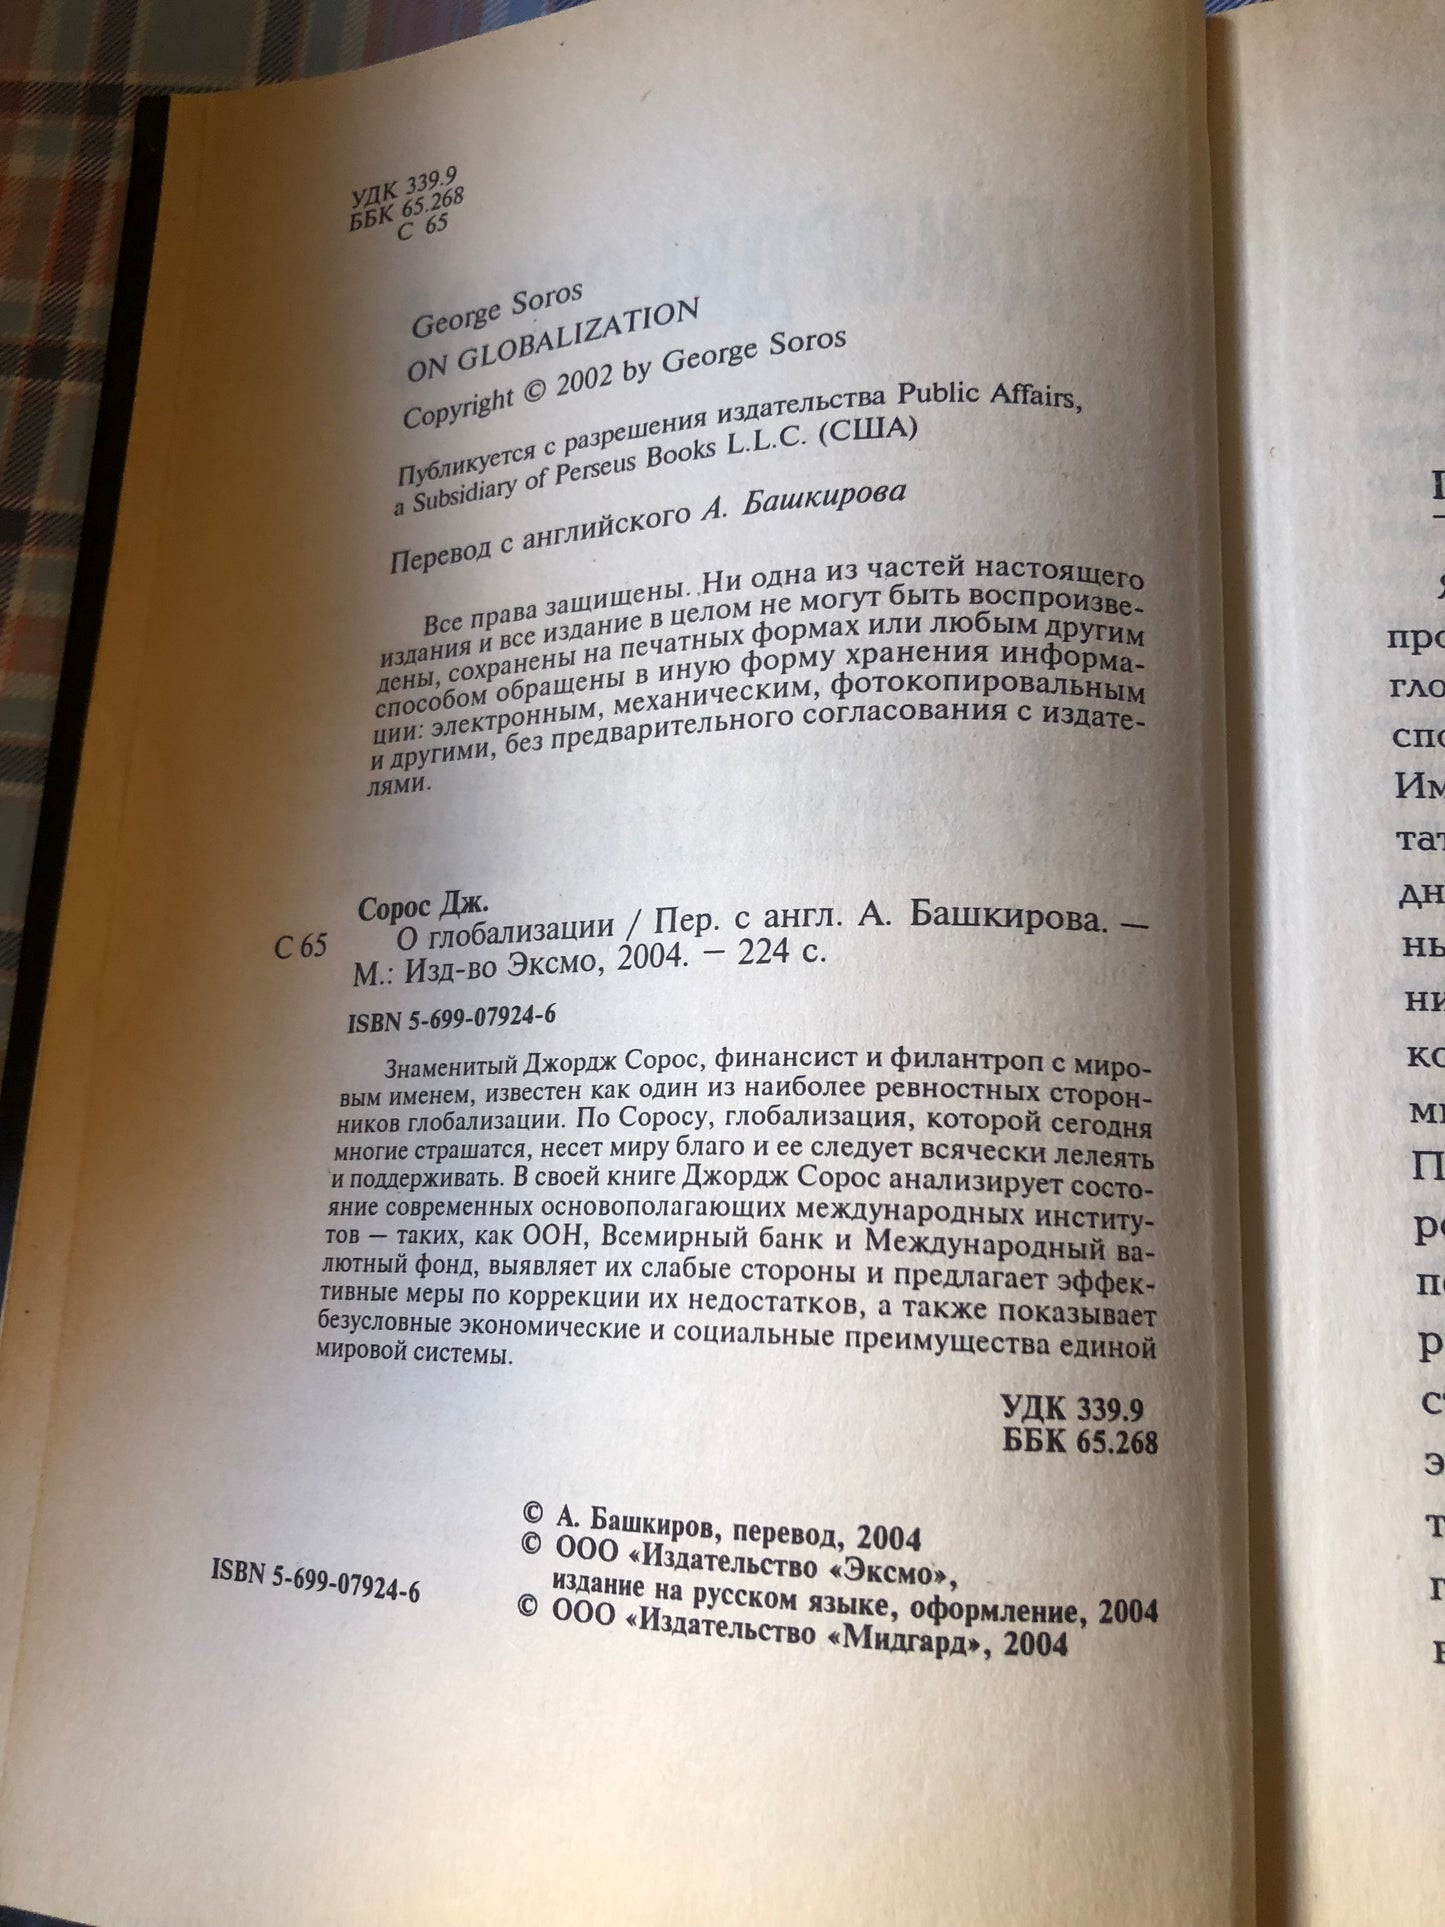 УДК 339.9
ББК 65.268
С 65
George Soros
ON GLOBALIZATION
Copyright © 2002 by George Soros
Публикуется с разрешения издательства Public Affairs,
a Subsidiary of Perseus Books L.L.C. (США)
Перевод с английского А. Башкирова
Все права защищены. Ни одна из частей настоящего
издания и все издание в целом не могут быть воспроизве-
дены, сохранены на печатных формах или любым другим
способом обращены в иную форму хранения информа-
ции: электронным, механическим, фотокопировальным
и другими, без предварительного согласования с издате-
лями.
Сорос Дж.
С 65 О глобализации / Пер. с англ. А. Башкирова. —
М.: Изд-во Эксмо, 2004. — 224 с.
ISBN 5-699-07924-6
Знаменитый Джордж Сорос, финансист и филантроп с миро-
вым именем, известен как один из наиболее ревностных сторон-
ников глобализации. По Соросу, глобализация, которой сегодня
многие страшатся, несет миру благо и ее следует всячески лелеять
и поддерживать. В своей книге Джордж Сорос анализирует состо-
яние современных основополагающих международных институ-
тов — таких, как ООН, Всемирный банк и Международный ва-
лютный фонд, выявляет их слабые стороны и предлагает эффек-
тивные меры по коррекции их недостатков, а также показывает
безусловные экономические и социальные преимущества единой
мировой системы.
УДК 339.9
ББК 65.268
© А. Башкиров, перевод, 2004
© ООО «Издательство «Эксмо»,
издание на русском языке, оформление, 2004
ISBN 5-699-07924-6 © ООО «Издательство «Мидгард», 2004